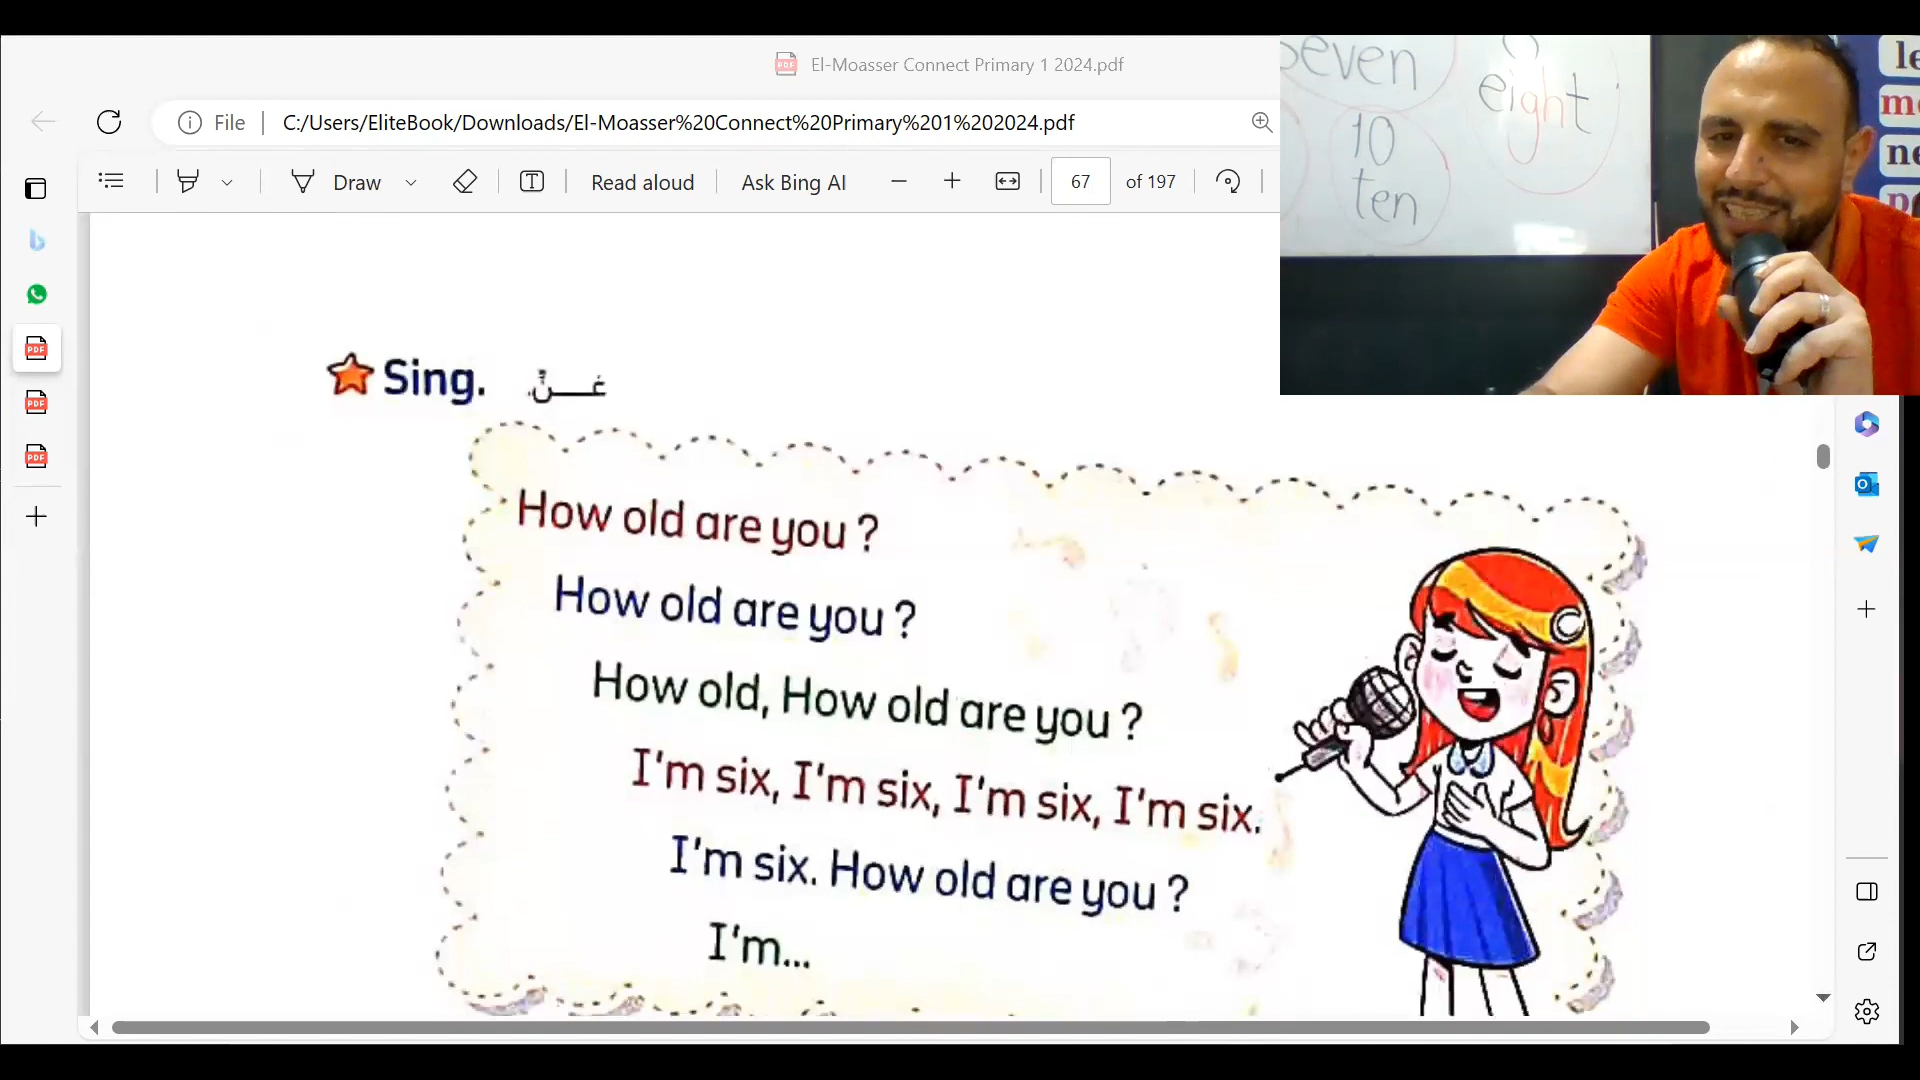 El-Moasser Connect Primary 1 2024.pdf
File
C:/Users/EliteBook/Downloads/El-Moasser%20Connect%20Primary%201%202024.pdf
Draw
Read aloud
Ask Bing AI
67
of 197
eight
10
ten
Sing. غـــنِّ.
How old are you ?
How old are you ?
How old, How old are you ?
I'm six, I'm six, I'm six, I'm six.
I'm six. How old are you ?
I'm...